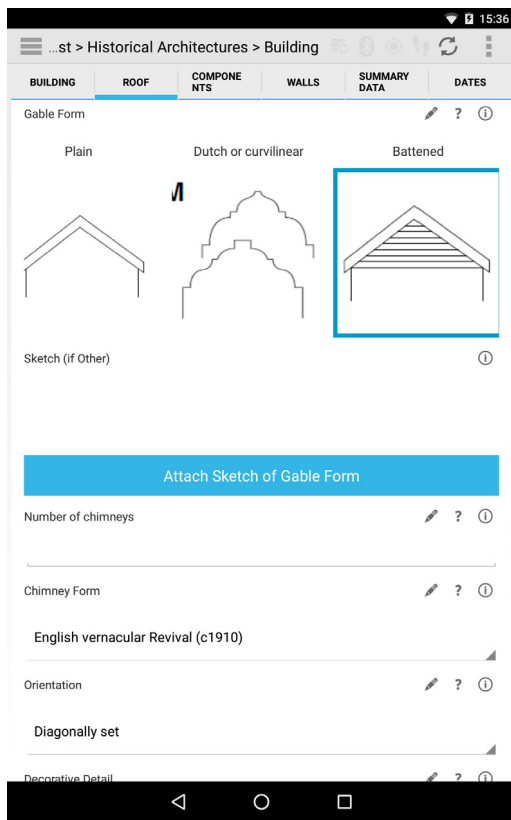 15:36
...st > Historical Architectures > Building
BUILDING
ROOF
COMPONE
NTS
WALLS
SUMMARY
DATA
DATES
Gable Form
?
Plain
Dutch or curvilinear
Battened
M
Sketch (if Other)
Attach Sketch of Gable Form
Number of chimneys
?
Chimney Form
?
English vernacular Revival (c1910)
Orientation
?
Diagonally set
Decorative Detail
?